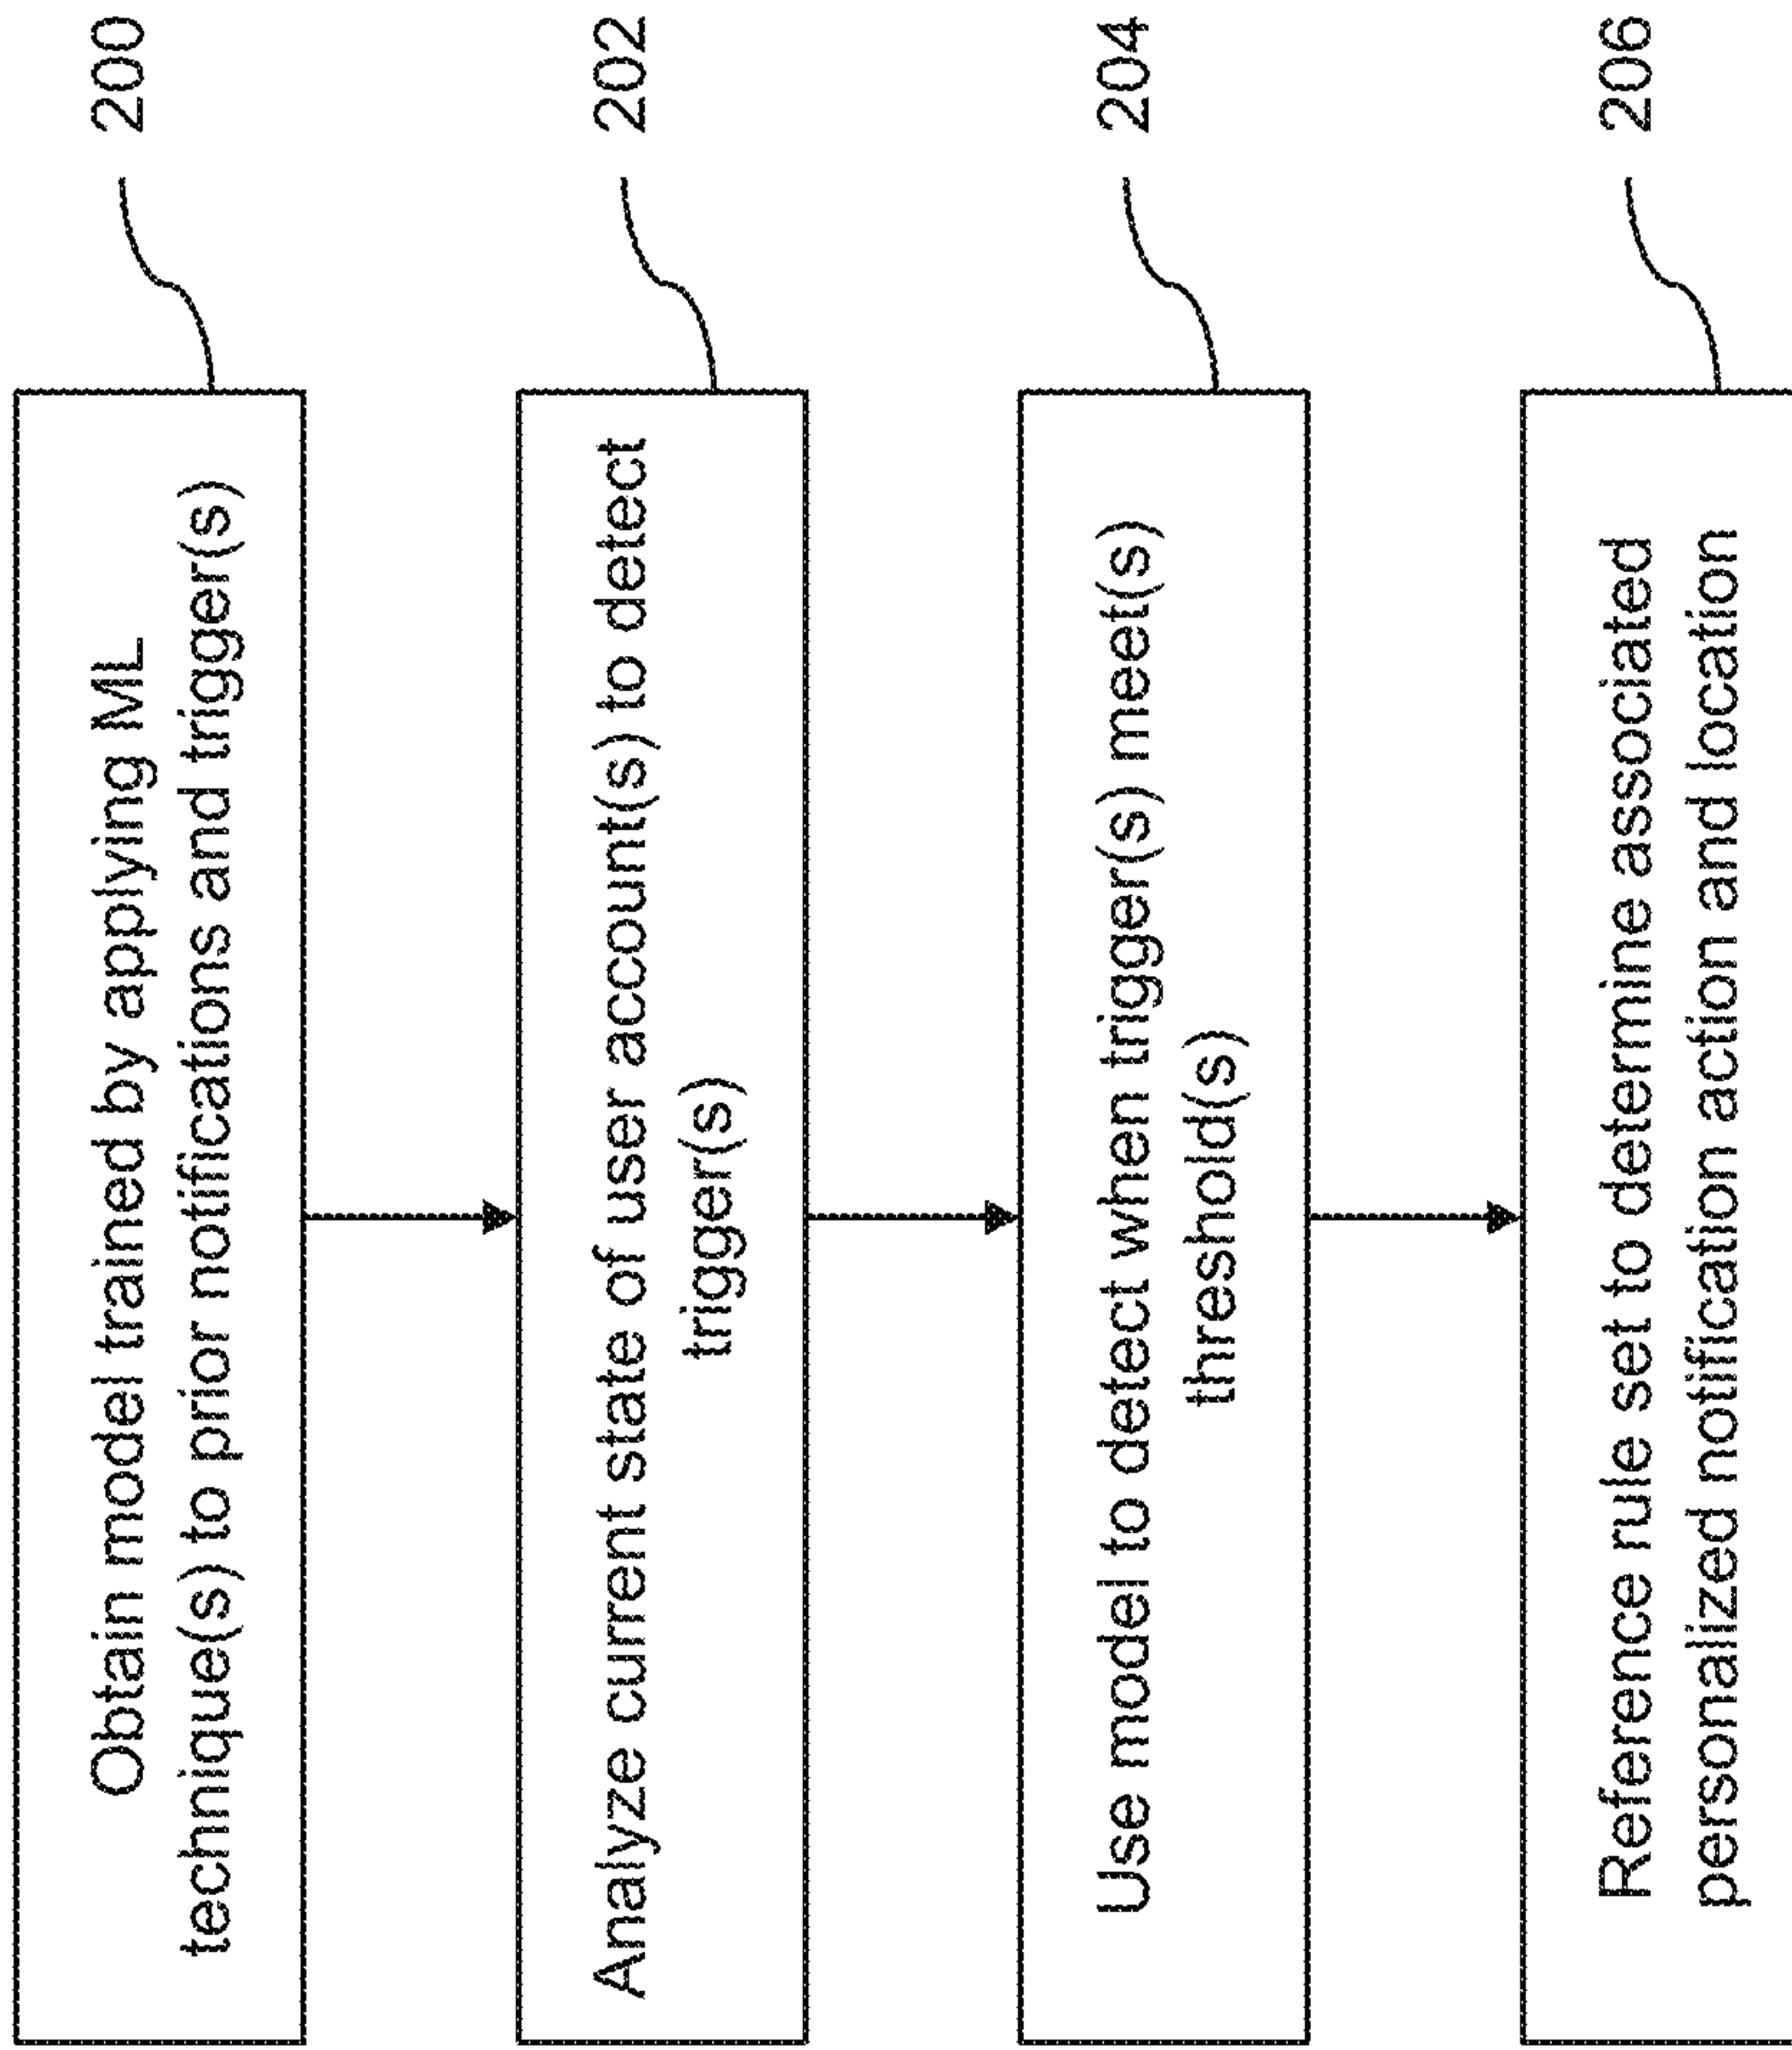 Obtain model trained by applying ML
technique(s) to prior notifications and trigger(s)
200
Analyze current state of user account(s) to detect
trigger(s)
202
Use model to detect when trigger(s) meet(s)
threshold(s)
204
Reference rule set to determine associated
personalized notification action and location
206